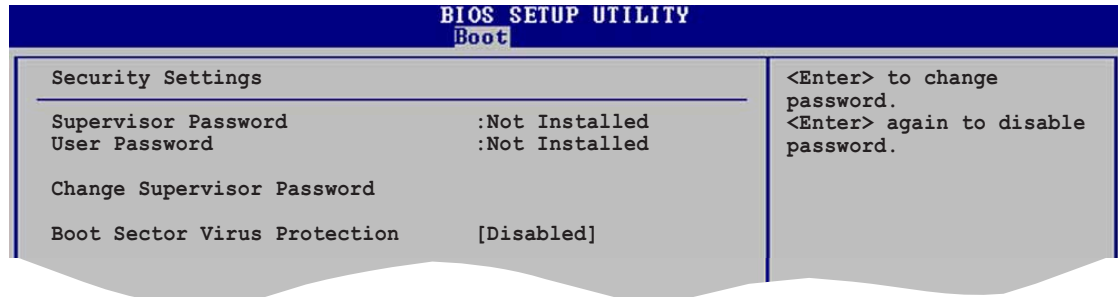 BIOS SETUP UTILITY
Boot
Security Settings
Supervisor Password :Not Installed
User Password :Not Installed
Change Supervisor Password
Boot Sector Virus Protection [Disabled]
<Enter> to change
password.
<Enter> again to disable
password.